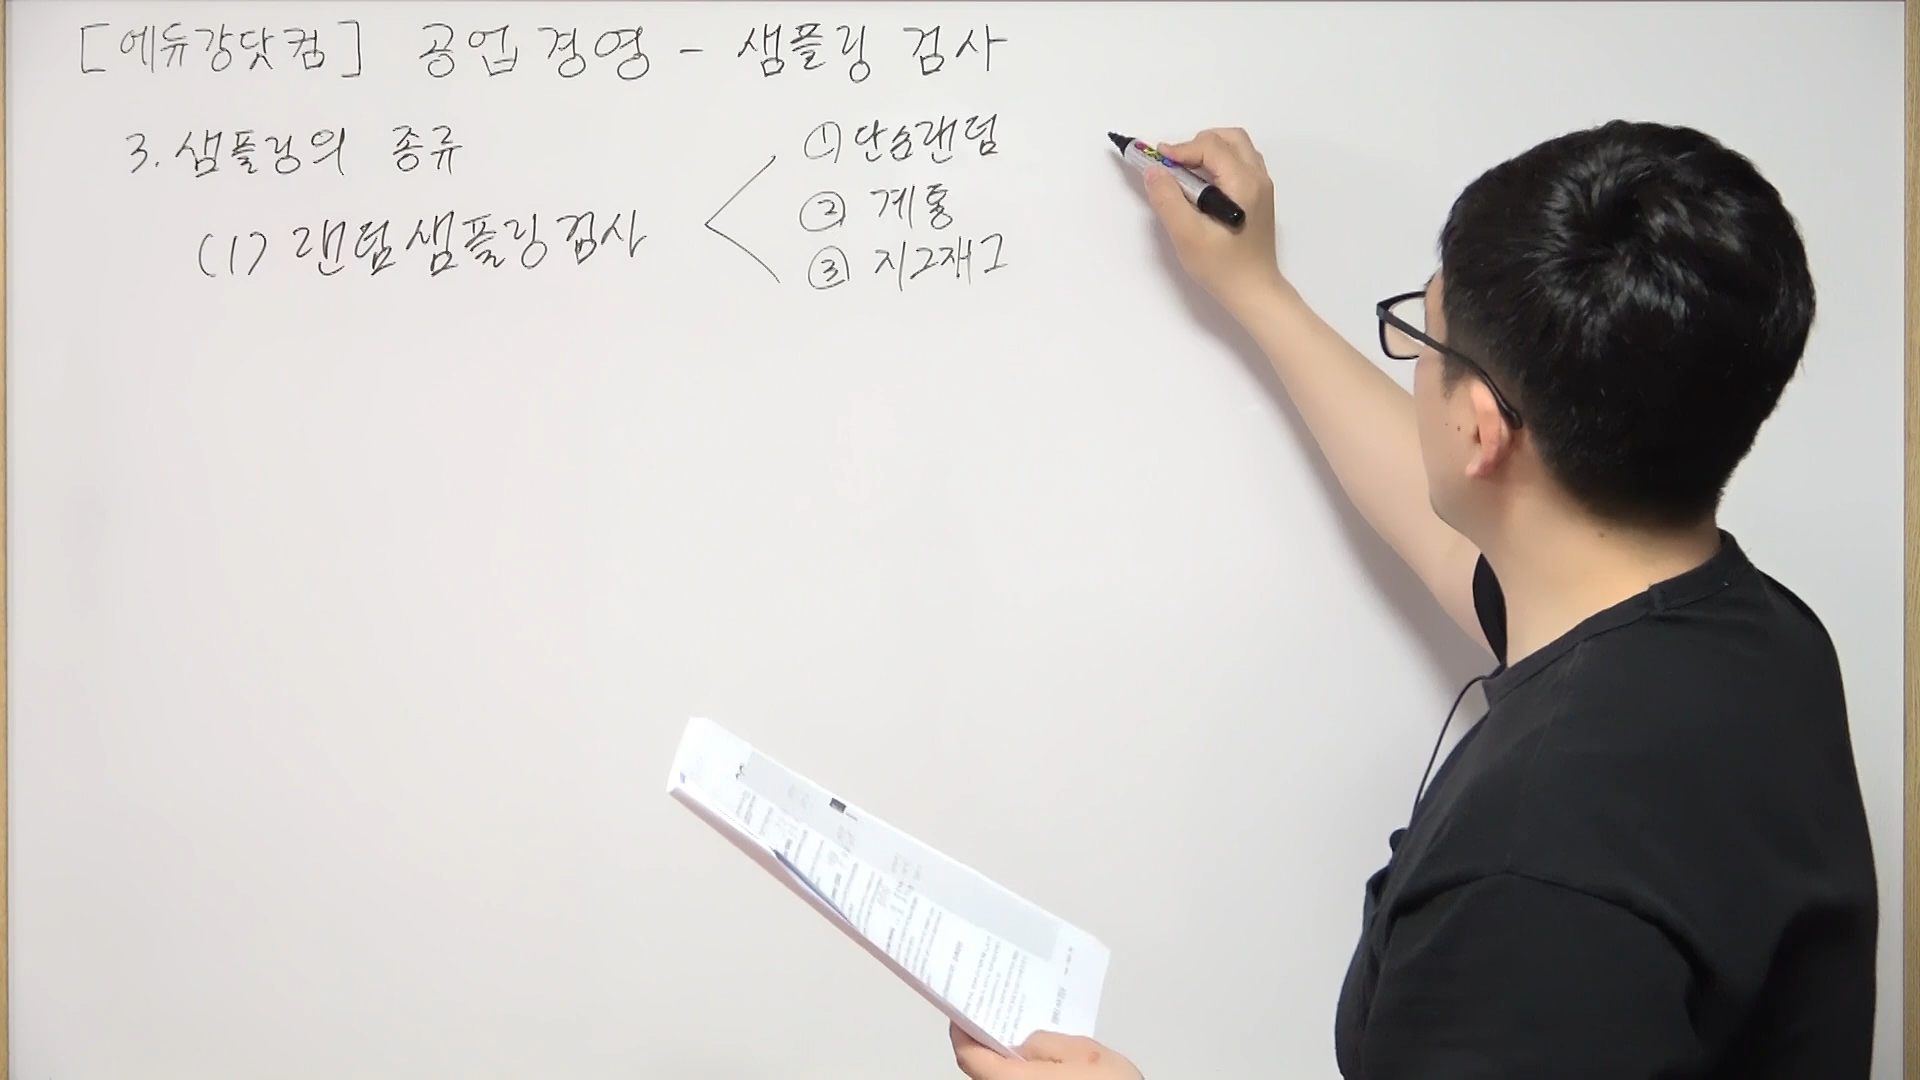 [에듀강닷컴] 공업경영 - 샘플링 검사
3. 샘플링의 종류
(1) 랜덤샘플링검사
① 단순랜덤
② 계통
③ 지그재그